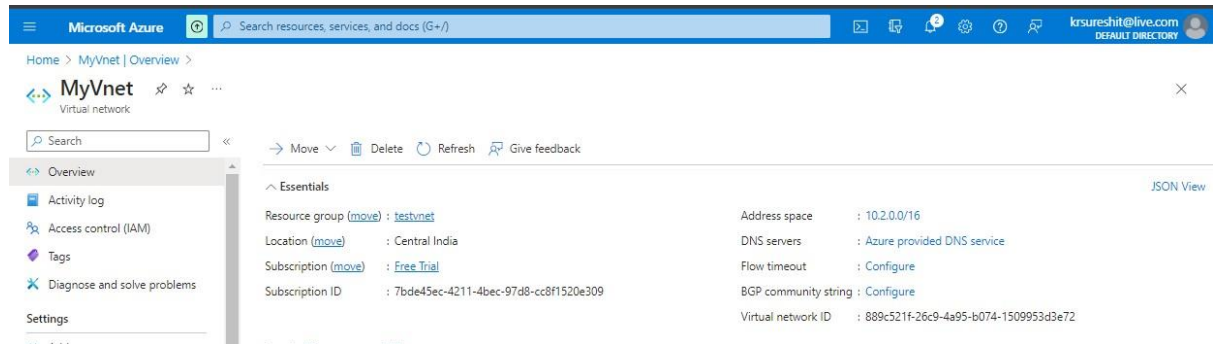 Microsoft Azure
Search resources, services, and docs (G+/)
2
krsureshit@live.com
DEFAULT DIRECTORY
Home > MyVnet | Overview >
MyVnet
Virtual network
Search
«
Overview
Activity log
Access control (IAM)
Tags
Diagnose and solve problems
Settings
Move
Delete
Refresh
Give feedback
Essentials
JSON View
Resource group (move) : testvnet
Location (move) : Central India
Subscription (move) : Free Trial
Subscription ID : 7bde45ec-4211-4bec-97d8-cc8f1520e309
Address space : 10.2.0.0/16
DNS servers : Azure provided DNS service
Flow timeout : Configure
BGP community string : Configure
Virtual network ID : 889c521f-26c9-4a95-b074-1509953d3e72